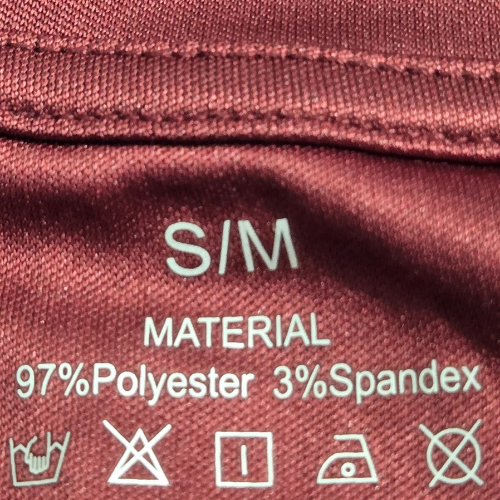 S/M
MATERIAL
97%Polyester 3%Spandex